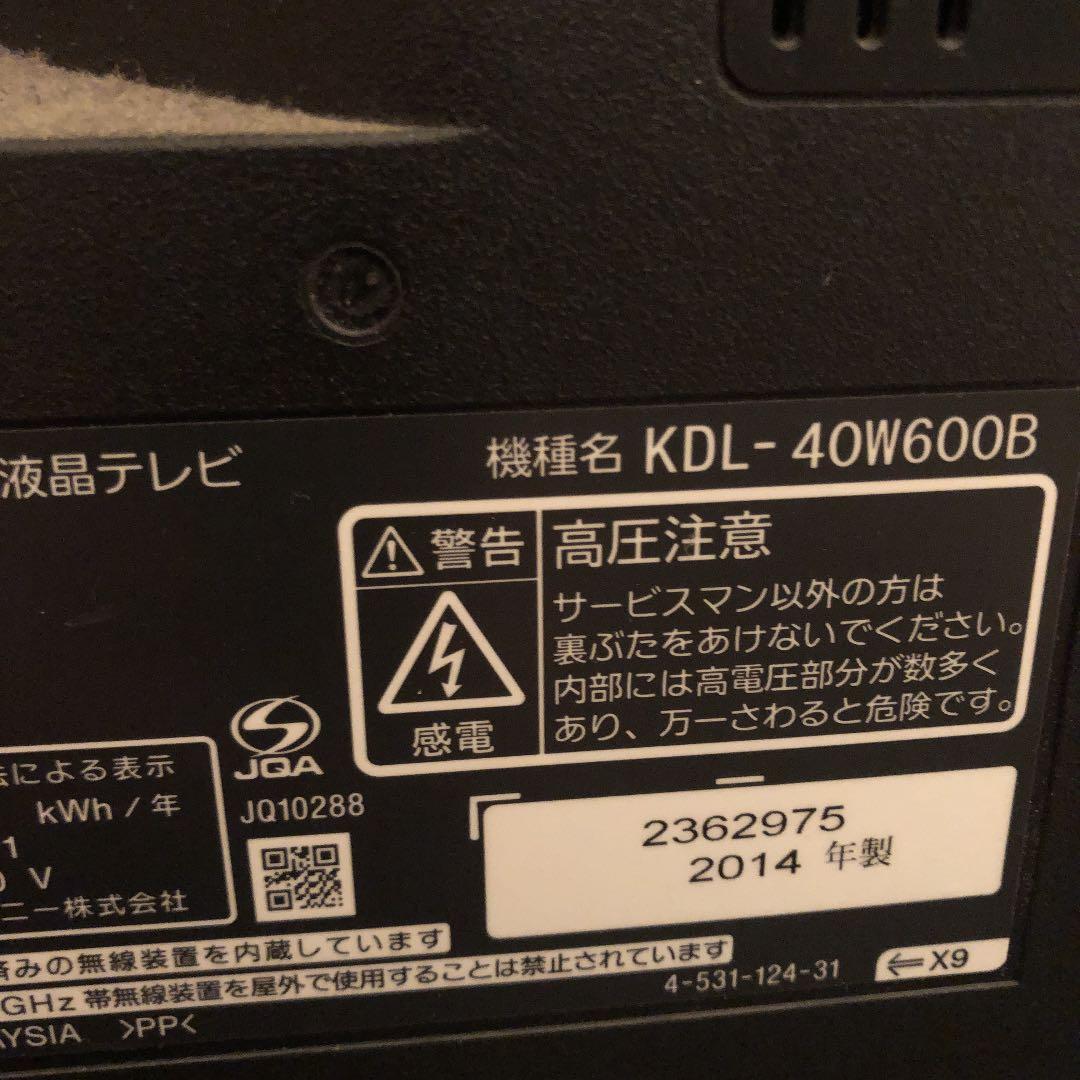 液晶テレビ
機種名 KDL-40W600B
警告
感電
高圧注意
サービスマン以外の方は
裏ぶたをあけないでください。
内部には高電圧部分が数多く
あり、万一さわると危険です。
による表示
kWh/年
1
0 V
ニー株式会社
JQA
JQ10288
2362975
2014 年製
済みの無線装置を内蔵しています
GHz 帯無線装置を屋外で使用することは禁止されています
4-531-124-31
⇐X9
AYSIA >PP<